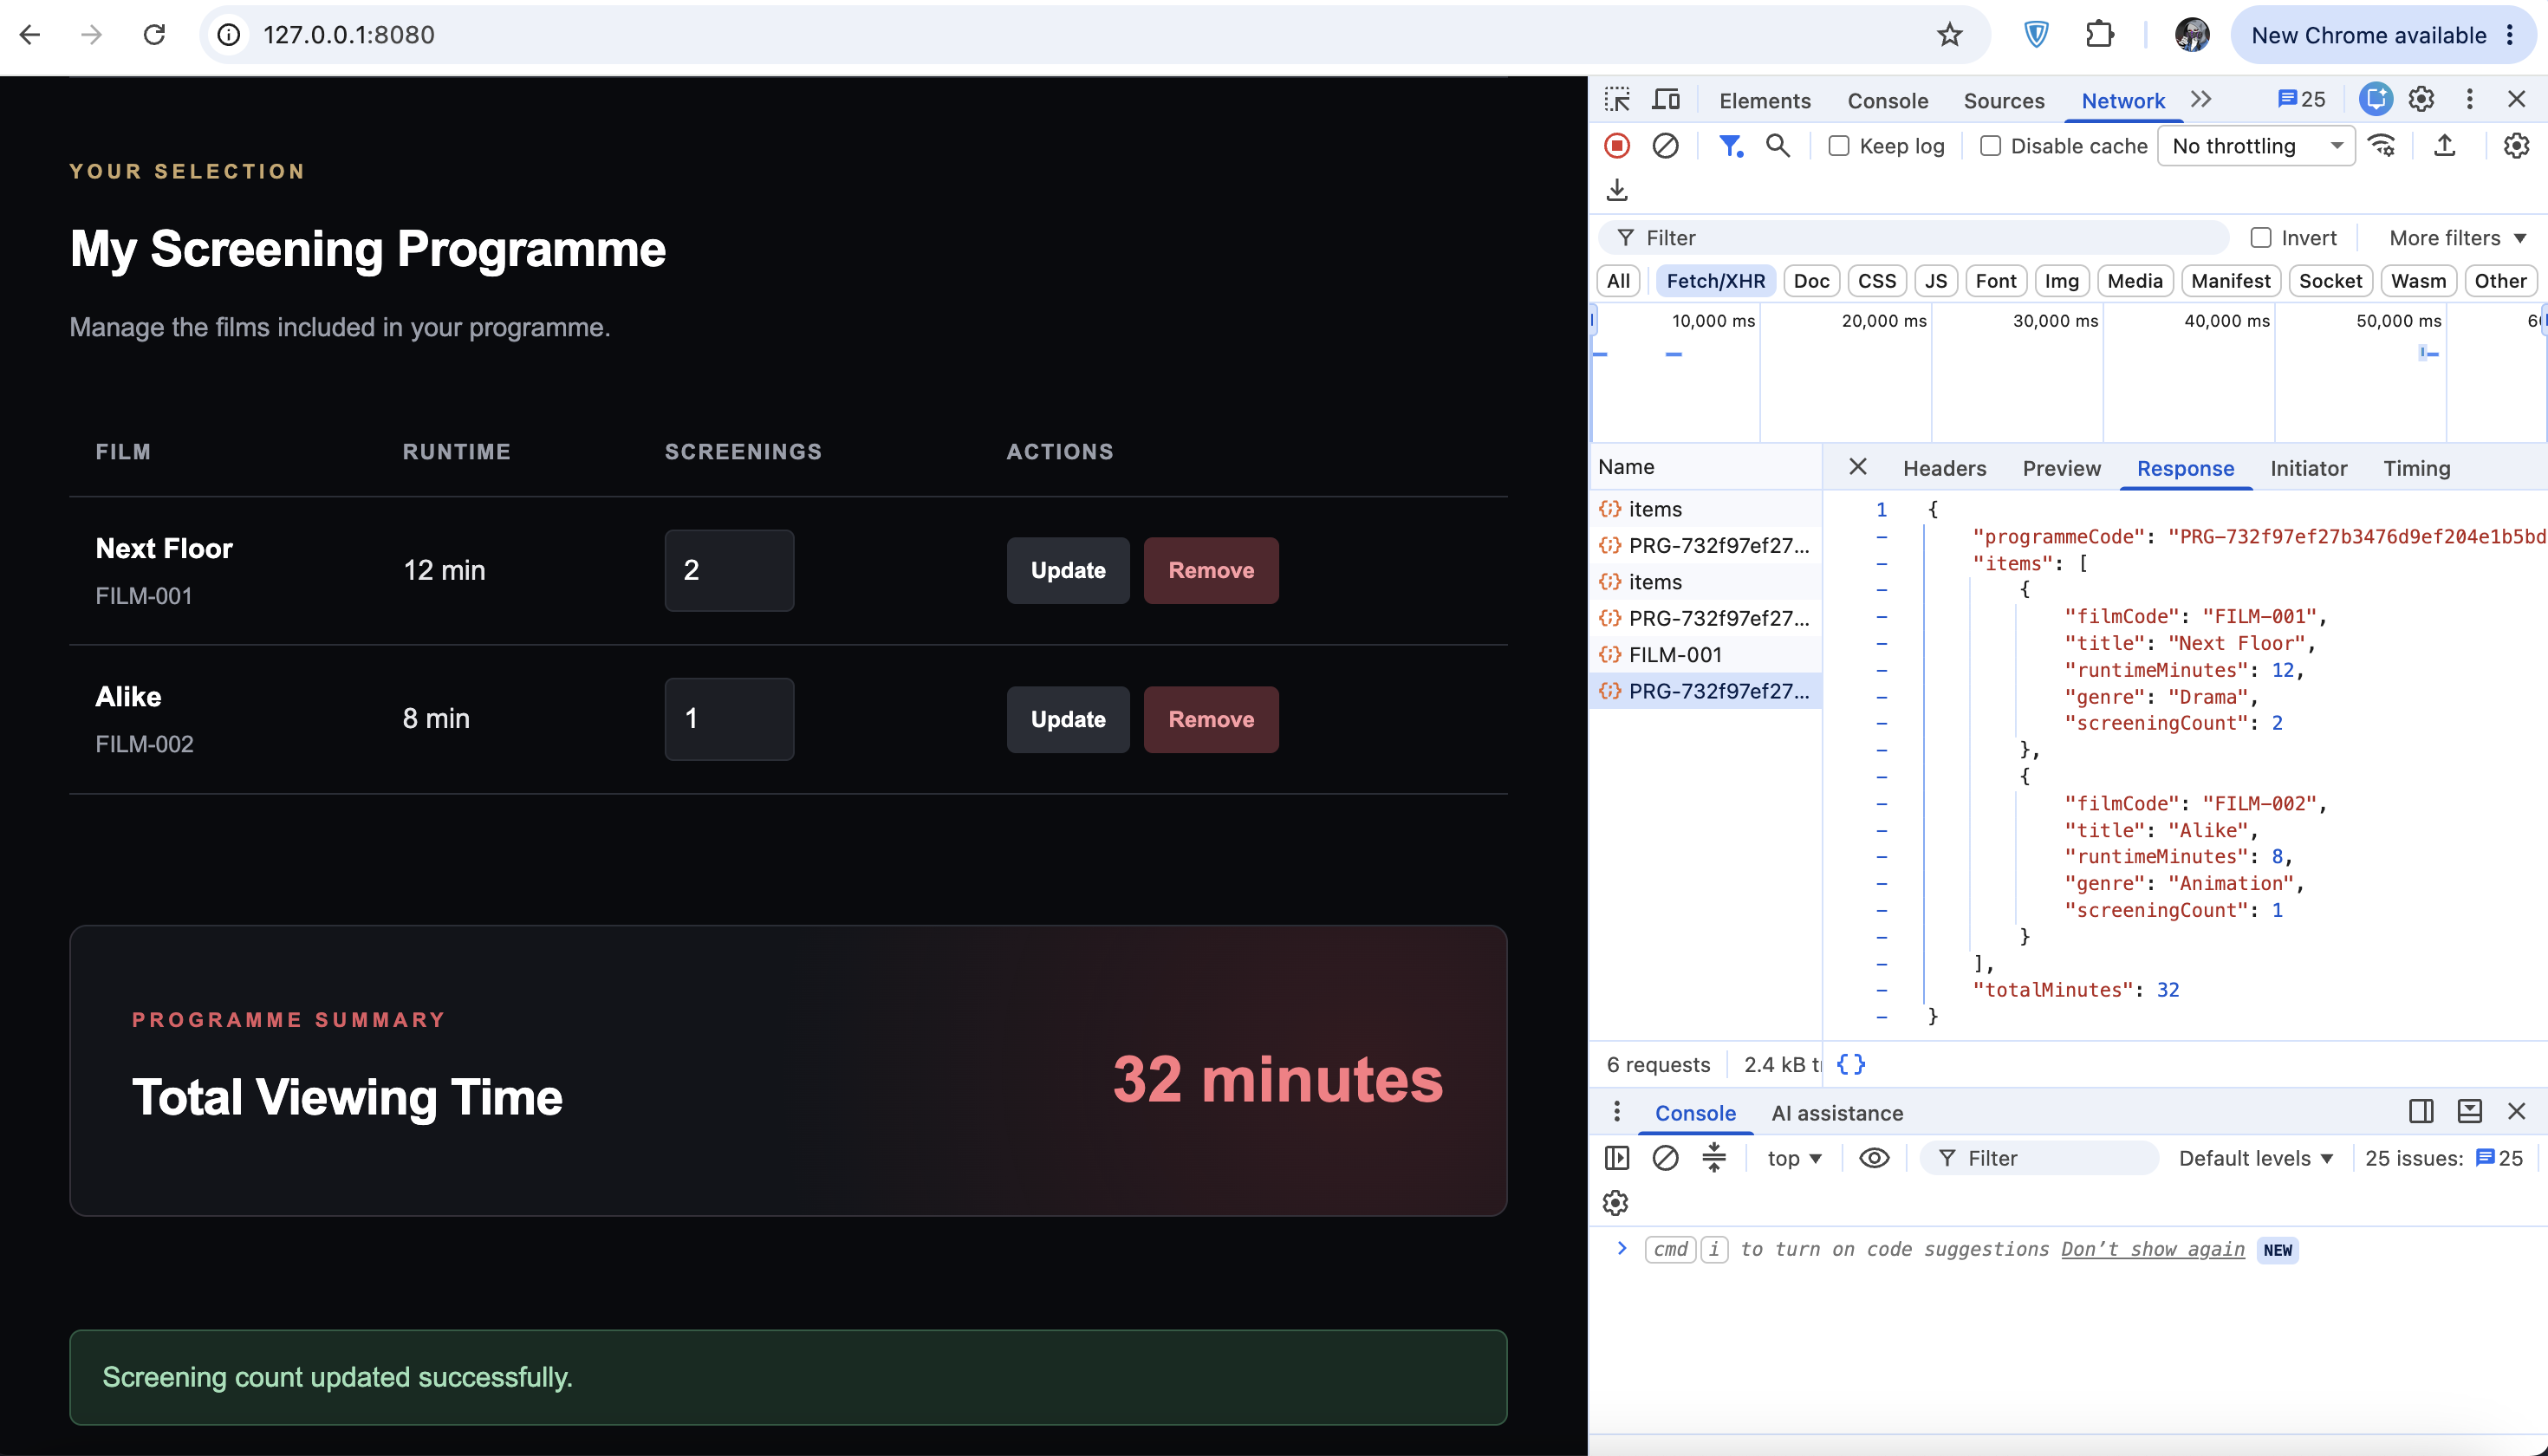 127.0.0.1:8080
New Chrome available
YOUR SELECTION
My Screening Programme
Manage the films included in your programme.
FILM RUNTIME SCREENINGS ACTIONS
Next Floor
FILM-001
12 min
2
Update Remove
Alike
FILM-002
8 min
1
Update Remove
PROGRAMME SUMMARY
Total Viewing Time
32 minutes
Screening count updated successfully.
Elements Console Sources Network 25
Keep log Disable cache No throttling
Filter Invert More filters
All Fetch/XHR Doc CSS JS Font Img Media Manifest Socket Wasm Other
10,000 ms 20,000 ms 30,000 ms 40,000 ms 50,000 ms
Name
items
PRG-732f97ef27...
items
PRG-732f97ef27...
FILM-001
PRG-732f97ef27...
Headers Preview Response Initiator Timing
1 {
"programmeCode": "PRG-732f97ef27b3476d9ef204e1b5bd
"items": [
{
"filmCode": "FILM-001",
"title": "Next Floor",
"runtimeMinutes": 12,
"genre": "Drama",
"screeningCount": 2
},
{
"filmCode": "FILM-002",
"title": "Alike",
"runtimeMinutes": 8,
"genre": "Animation",
"screeningCount": 1
}
],
"totalMinutes": 32
}
6 requests 2.4 kB
Console AI assistance
top Filter Default levels 25 issues: 25
cmd i to turn on code suggestions Don't show again NEW